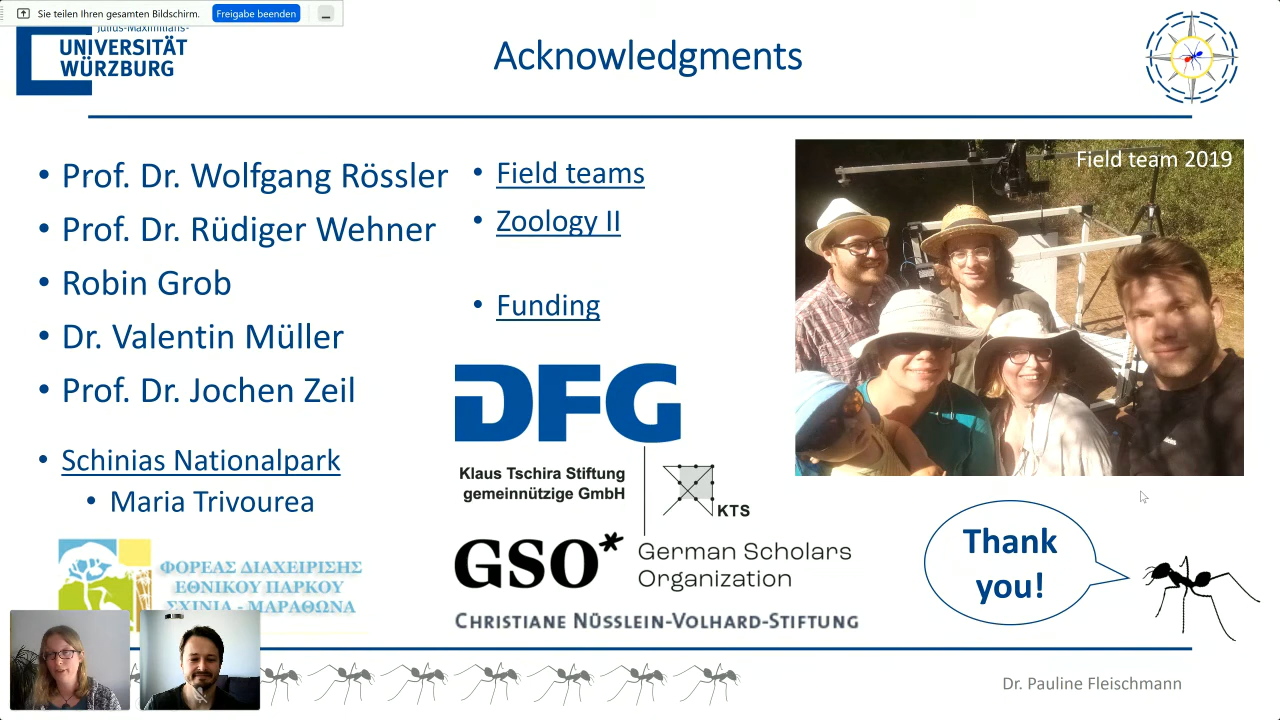 Sie teilen Ihren gesamten Bildschirm.
Freigabe beenden
Julius-Maximilians-
UNIVERSITÄT
WÜRZBURG
Acknowledgments
• Prof. Dr. Wolfgang Rössler
• Prof. Dr. Rüdiger Wehner
• Robin Grob
• Dr. Valentin Müller
• Prof. Dr. Jochen Zeil
• Schinias Nationalpark
• Maria Trivourea
ΦΟΡΕΑΣ ΔΙΑΧΕΙΡΙΣΗΣ
ΕΘΝΙΚΟΥ ΠΑΡΚΟΥ
ΣΧΙΝΙΑ - ΜΑΡΑΘΩΝΑ
• Field teams
• Zoology II
• Funding
DFG
Klaus Tschira Stiftung
gemeinnützige GmbH
KTS
GSO*
German Scholars
Organization
CHRISTIANE NÜSSLEIN-VOLHARD-STIFTUNG
Field team 2019
Thank
you!
Dr. Pauline Fleischmann